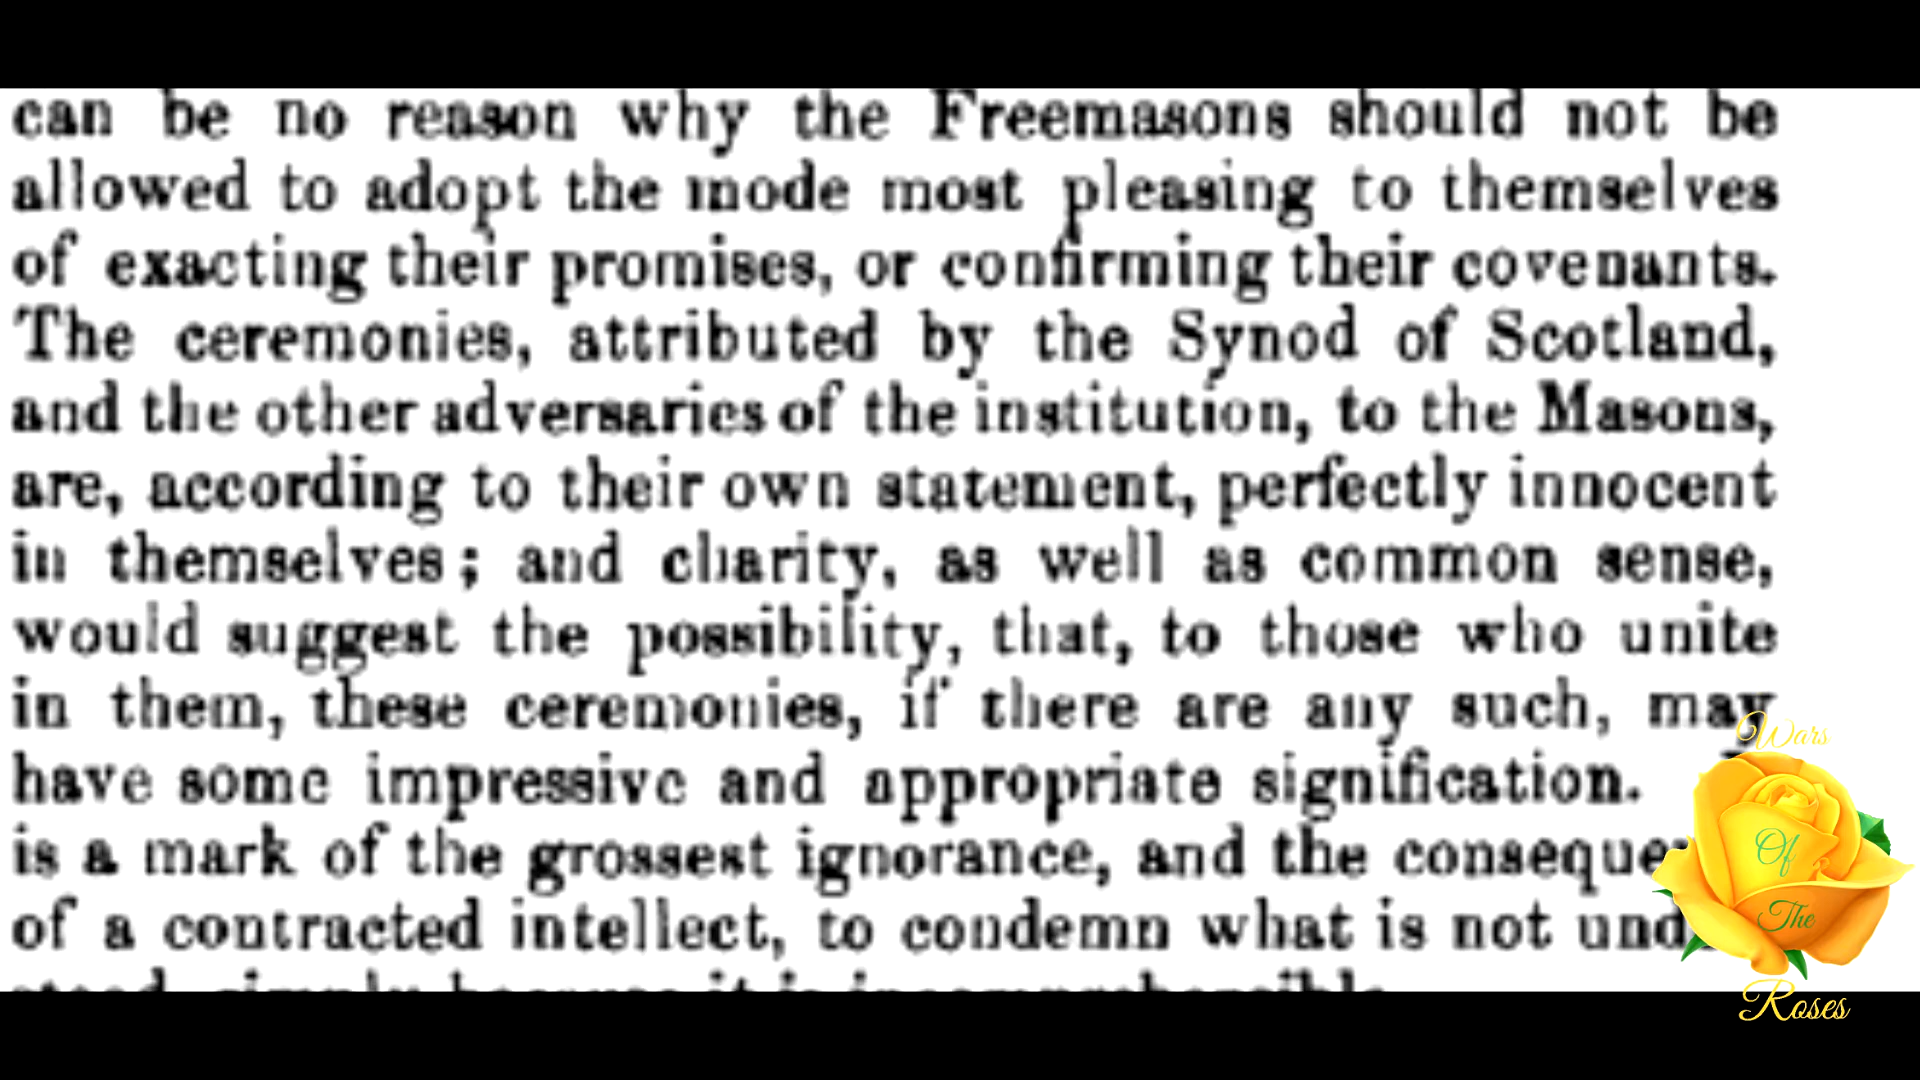 can be no reason why the Freemasons should not be
allowed to adopt the mode most pleasing to themselves
of exacting their promises, or confirming their covenants.
The ceremonies, attributed by the Synod of Scotland,
and the other adversaries of the institution, to the Masons,
are, according to their own statement, perfectly innocent
in themselves; and charity, as well as common sense,
would suggest the possibility, that, to those who unite
in them, these ceremonies, if there are any such, may
have some impressive and appropriate signification.
is a mark of the grossest ignorance, and the
of a contracted intellect, to condemn what is not
simply because it is incomprehensible
Wars
Of
The
Roses